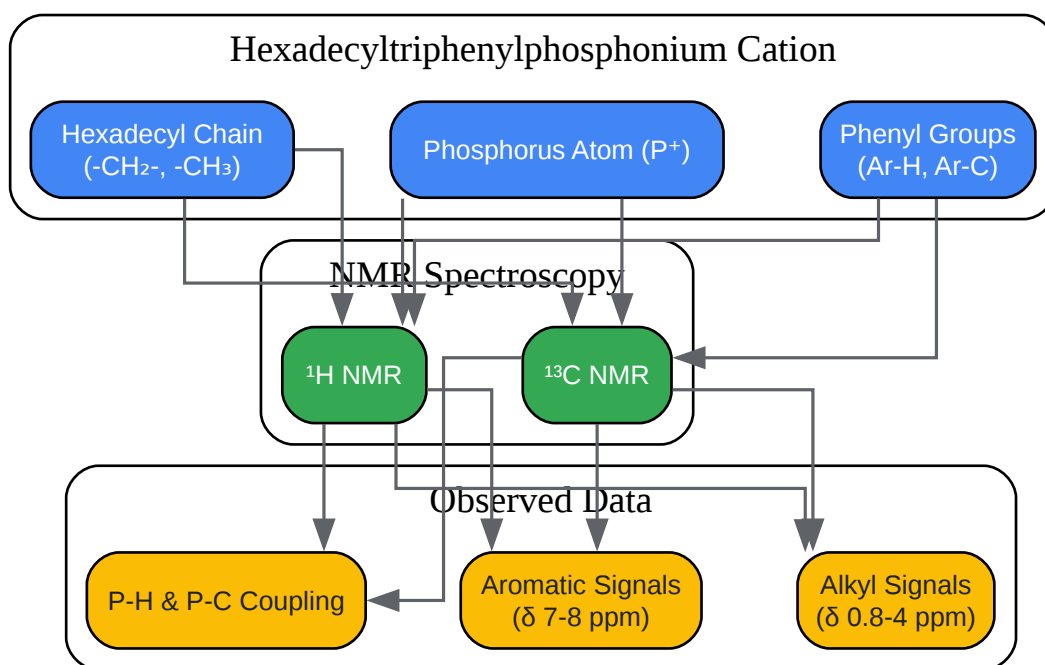 Hexadecyltriphenylphosphonium Cation
Hexadecyl Chain
(-CH₂-, -CH₃)
Phosphorus Atom (P⁺)
Phenyl Groups
(Ar-H, Ar-C)
NMR Spectroscopy
¹H NMR
¹³C NMR
Observed Data
P-H & P-C Coupling
Aromatic Signals
(δ 7-8 ppm)
Alkyl Signals
(δ 0.8-4 ppm)